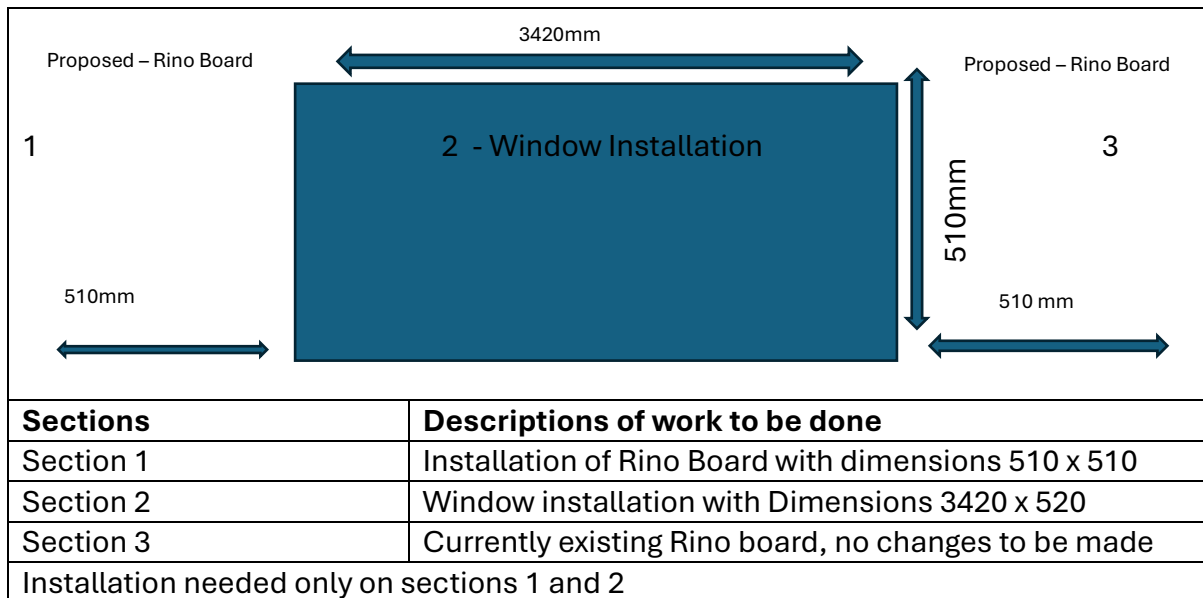 3420mm
Proposed – Rino Board
Proposed – Rino Board
1
2 - Window Installation
3
510mm
510mm
510 mm
Sections
Descriptions of work to be done
Section 1
Installation of Rino Board with dimensions 510 x 510
Section 2
Window installation with Dimensions 3420 x 520
Section 3
Currently existing Rino board, no changes to be made
Installation needed only on sections 1 and 2